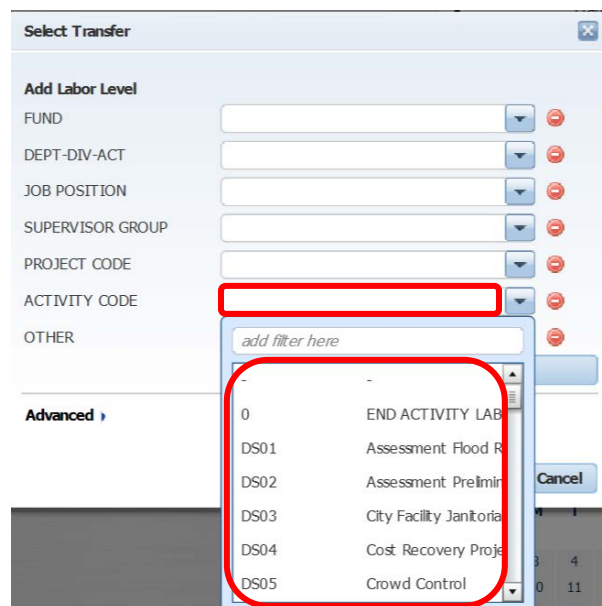 Select Transfer
Add Labor Level
FUND
DEPT-DIV-ACT
JOB POSITION
SUPERVISOR GROUP
PROJECT CODE
ACTIVITY CODE
OTHER
add filter here
- -
0 END ACTIVITY LAB
DS01 Assessment Flood R
Advanced
DS02 Assessment Prelimin
Cancel
DS03 City Facility Janitoria
DS04 Cost Recovery Proje
3 4
DS05 Crowd Control
0 11